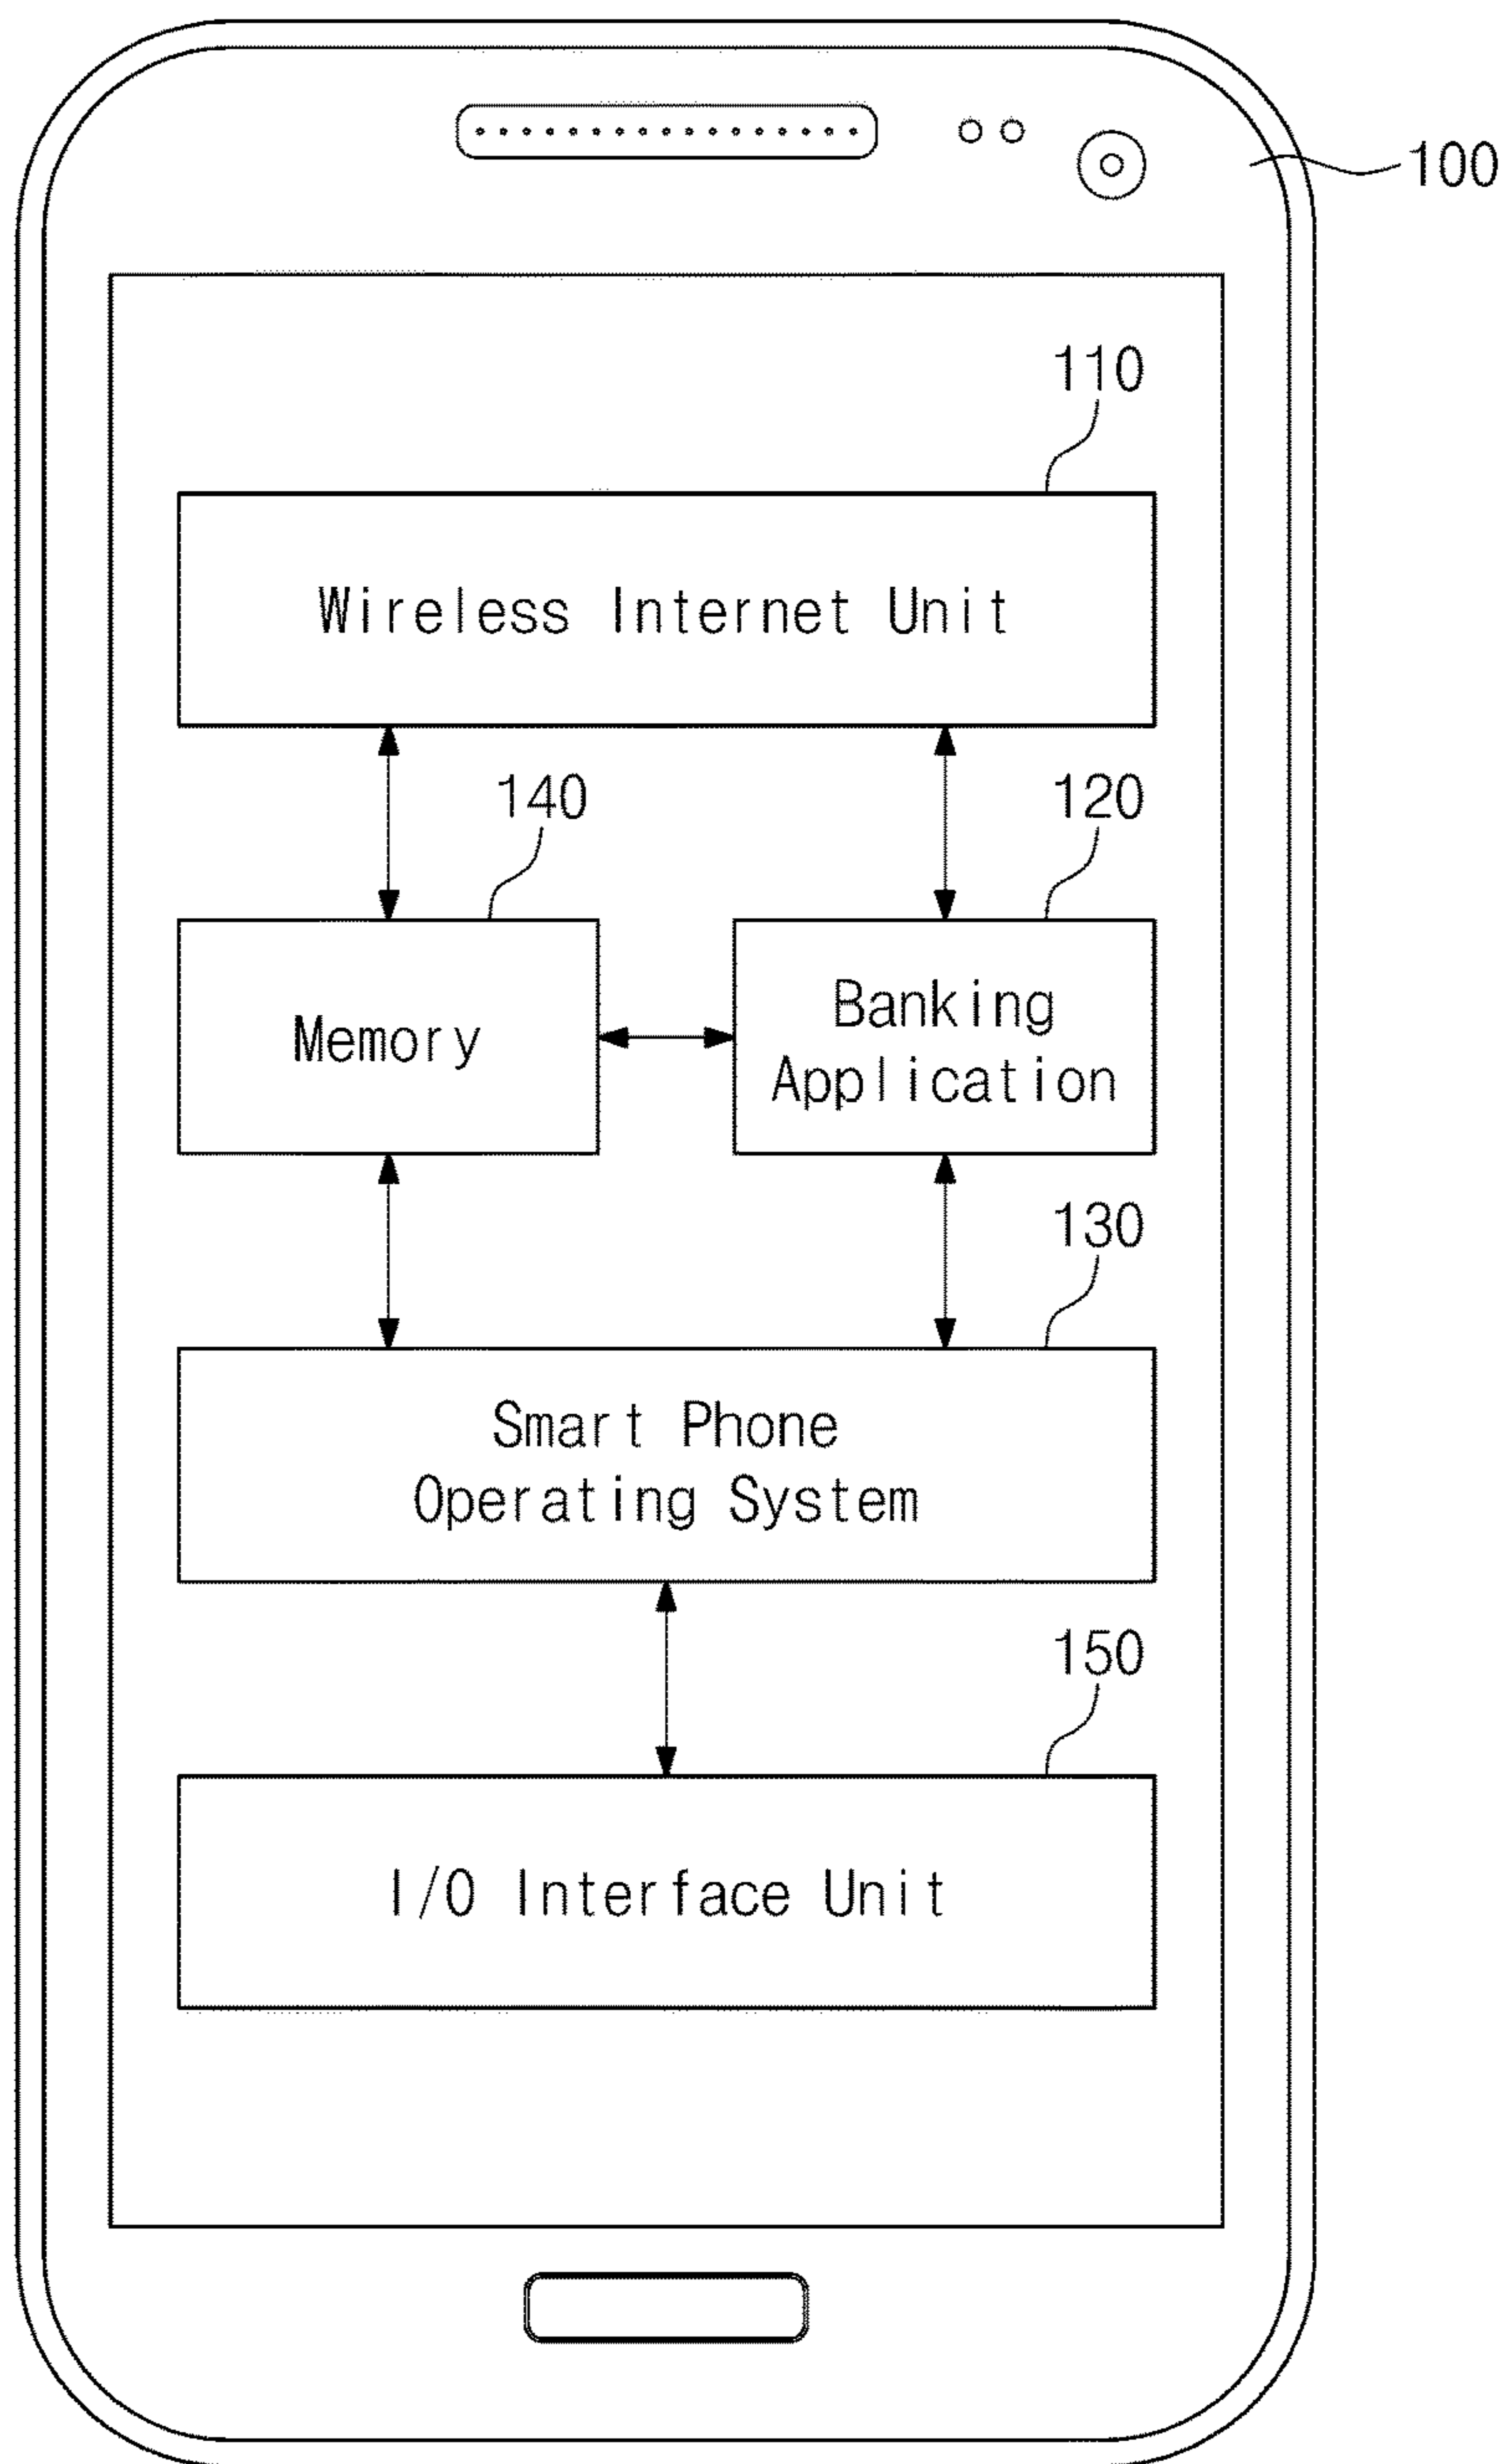 100
110
Wireless Internet Unit
140
120
Memory
Banking
Application
130
Smart Phone
Operating System
150
I/O Interface Unit